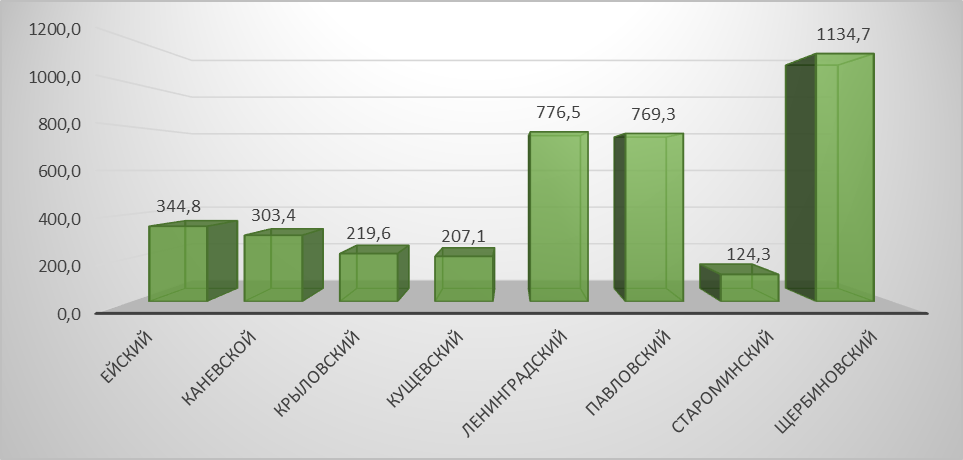 1200,0
1000,0
800,0
600,0
400,0
200,0
0,0
344,8
303,4
219,6
207,1
776,5
769,3
124,3
1134,7
ЕЙСКИЙ
КАНЕВСКОЙ
КРЫЛОВСКИЙ
КУЩЕВСКИЙ
ЛЕНИНГРАДСКИЙ
ПАВЛОВСКИЙ
СТАРОМИНСКИЙ
ЩЕРБИНОВСКИЙ